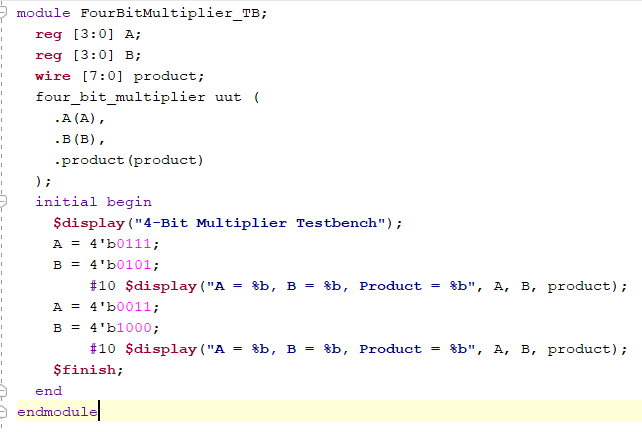 module FourBitMultiplier_TB;
  reg [3:0] A;
  reg [3:0] B;
  wire [7:0] product;
  four_bit_multiplier uut (
    .A(A),
    .B(B),
    .product(product)
  );
  initial begin
    $display("4-Bit Multiplier Testbench");
    A = 4'b0111;
    B = 4'b0101;
        #10 $display("A = %b, B = %b, Product = %b", A, B, product);
    A = 4'b0011;
    B = 4'b1000;
        #10 $display("A = %b, B = %b, Product = %b", A, B, product);
    $finish;
  end
endmodule